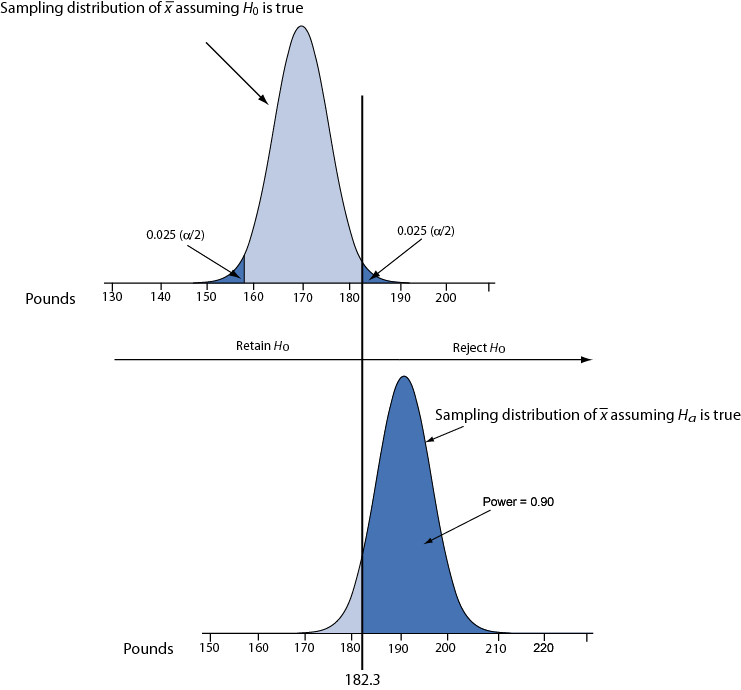 Sampling distribution of x̅ assuming H0 is true
0.025 (α/2)
0.025 (α/2)
Pounds
130 140 150 160 170 180 190 200
Retain H0
Reject H0
Sampling distribution of x̅ assuming Ha is true
Power = 0.90
Pounds
150 160 170 180 190 200 210 220
182.3